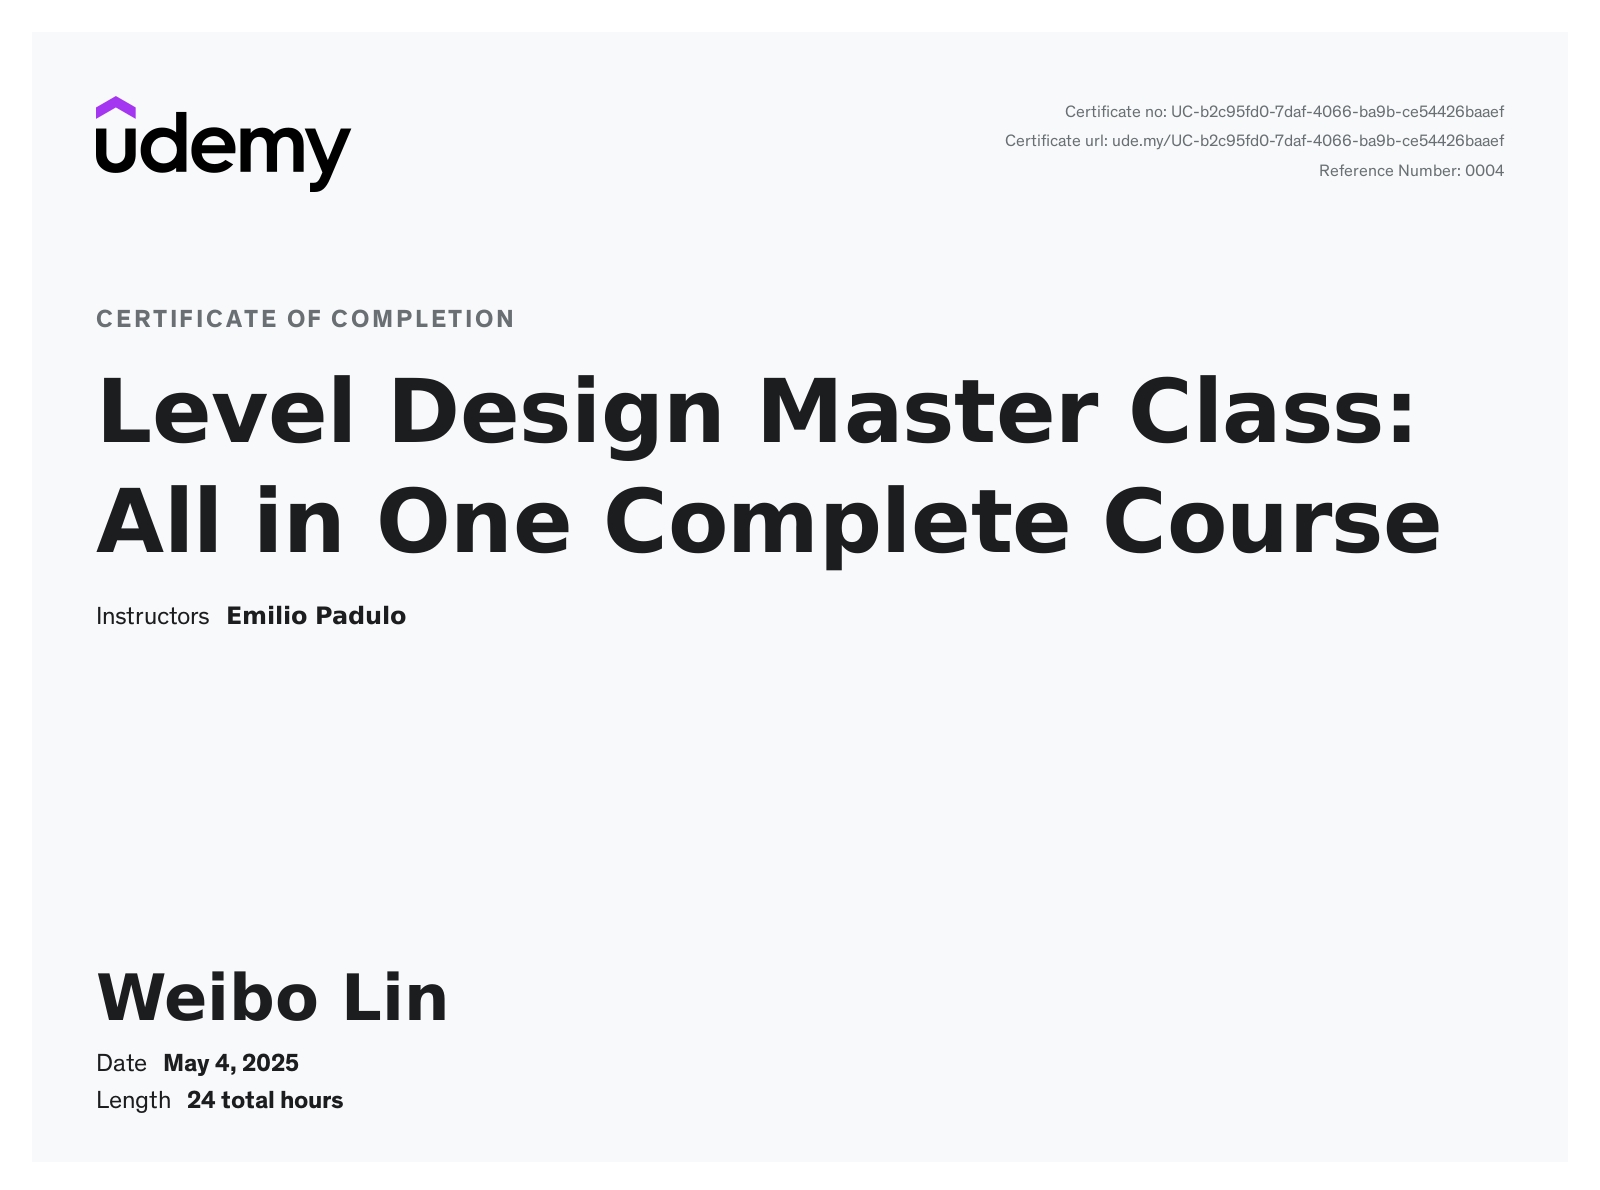 udemy
Certificate no: UC-b2c95fd0-7daf-4066-ba9b-ce54426baaef
Certificate url: ude.my/UC-b2c95fd0-7daf-4066-ba9b-ce54426baaef
Reference Number: 0004
CERTIFICATE OF COMPLETION
Level Design Master Class:
All in One Complete Course
Instructors Emilio Padulo
Weibo Lin
Date May 4, 2025
Length 24 total hours